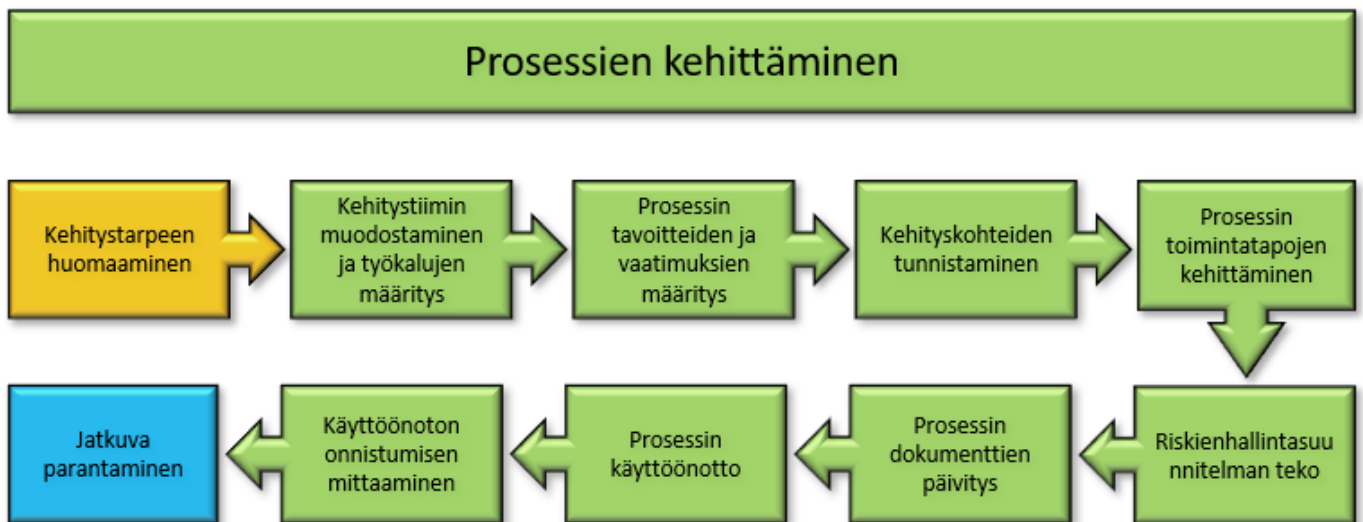 Prosessien kehittäminen
Kehitystarpeen
huomaaminen
Kehitystiimin
muodostaminen
ja työkalujen
määritys
Prosessin
tavoitteiden ja
vaatimuksien
määritys
Kehityskohteiden
tunnistaminen
Prosessin
toimintatapojen
kehittäminen
Riskienhallintasuu
nnitelman teko
Prosessin
dokumenttien
päivitys
Prosessin
käyttöönotto
Käyttöönoton
onnistumisen
mittaaminen
Jatkuva
parantaminen